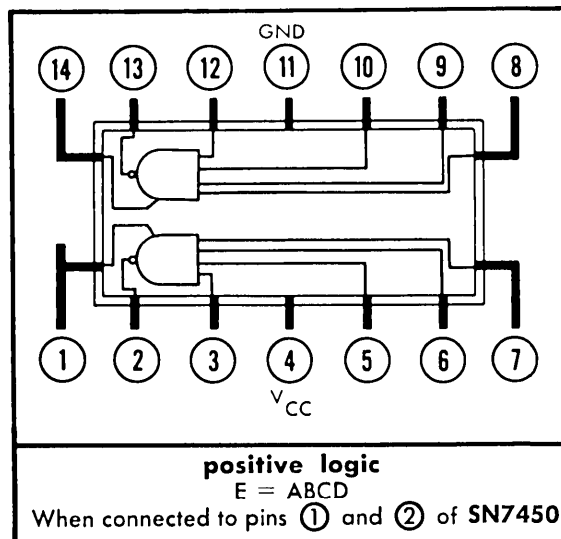 GND
14 13 12 11 10 9 8
1 2 3 4 5 6 7
VCC
positive logic
E = ABCD
When connected to pins 1 and 2 of SN7450